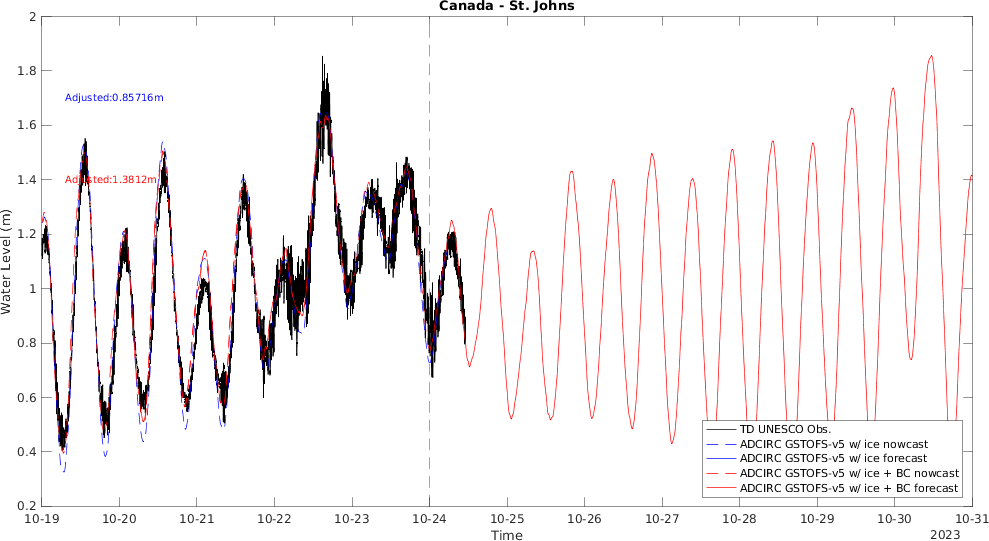 Canada - St. Johns
2
1.8
Adjusted:0.85716m
1.6
1.4
Adjusted:1.3812m
1.2
Water Level (m)
1
0.8
0.6
TD UNESCO Obs.
ADCIRC GSTOFS-v5 w/ ice nowcast
0.4
ADCIRC GSTOFS-v5 w/ ice forecast
ADCIRC GSTOFS-v5 w/ ice + BC nowcast
ADCIRC GSTOFS-v5 w/ ice + BC forecast
0.2
10-19 10-20 10-21 10-22 10-23 10-24 10-25 10-26 10-27 10-28 10-29 10-30 10-31
Time
2023